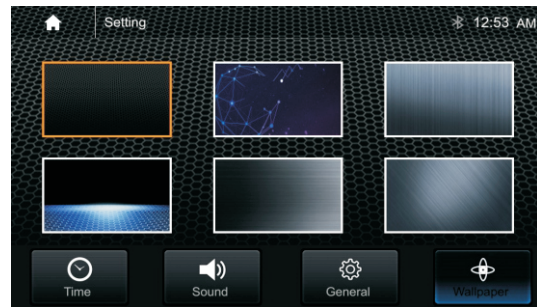 Setting
12:53 AM
Time
Sound
General
Wallpaper